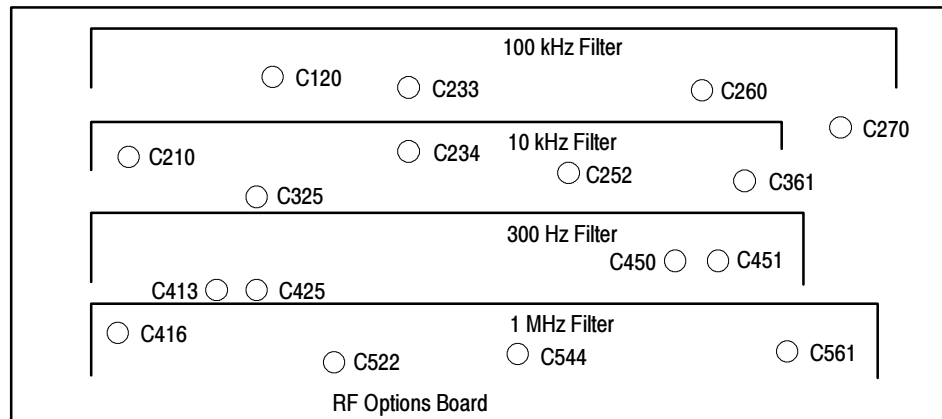 100 kHz Filter
C120
C233
C260
C270
10 kHz Filter
C210
C234
C252
C361
C325
300 Hz Filter
C450
C451
C413
C425
1 MHz Filter
C416
C522
C544
C561
RF Options Board